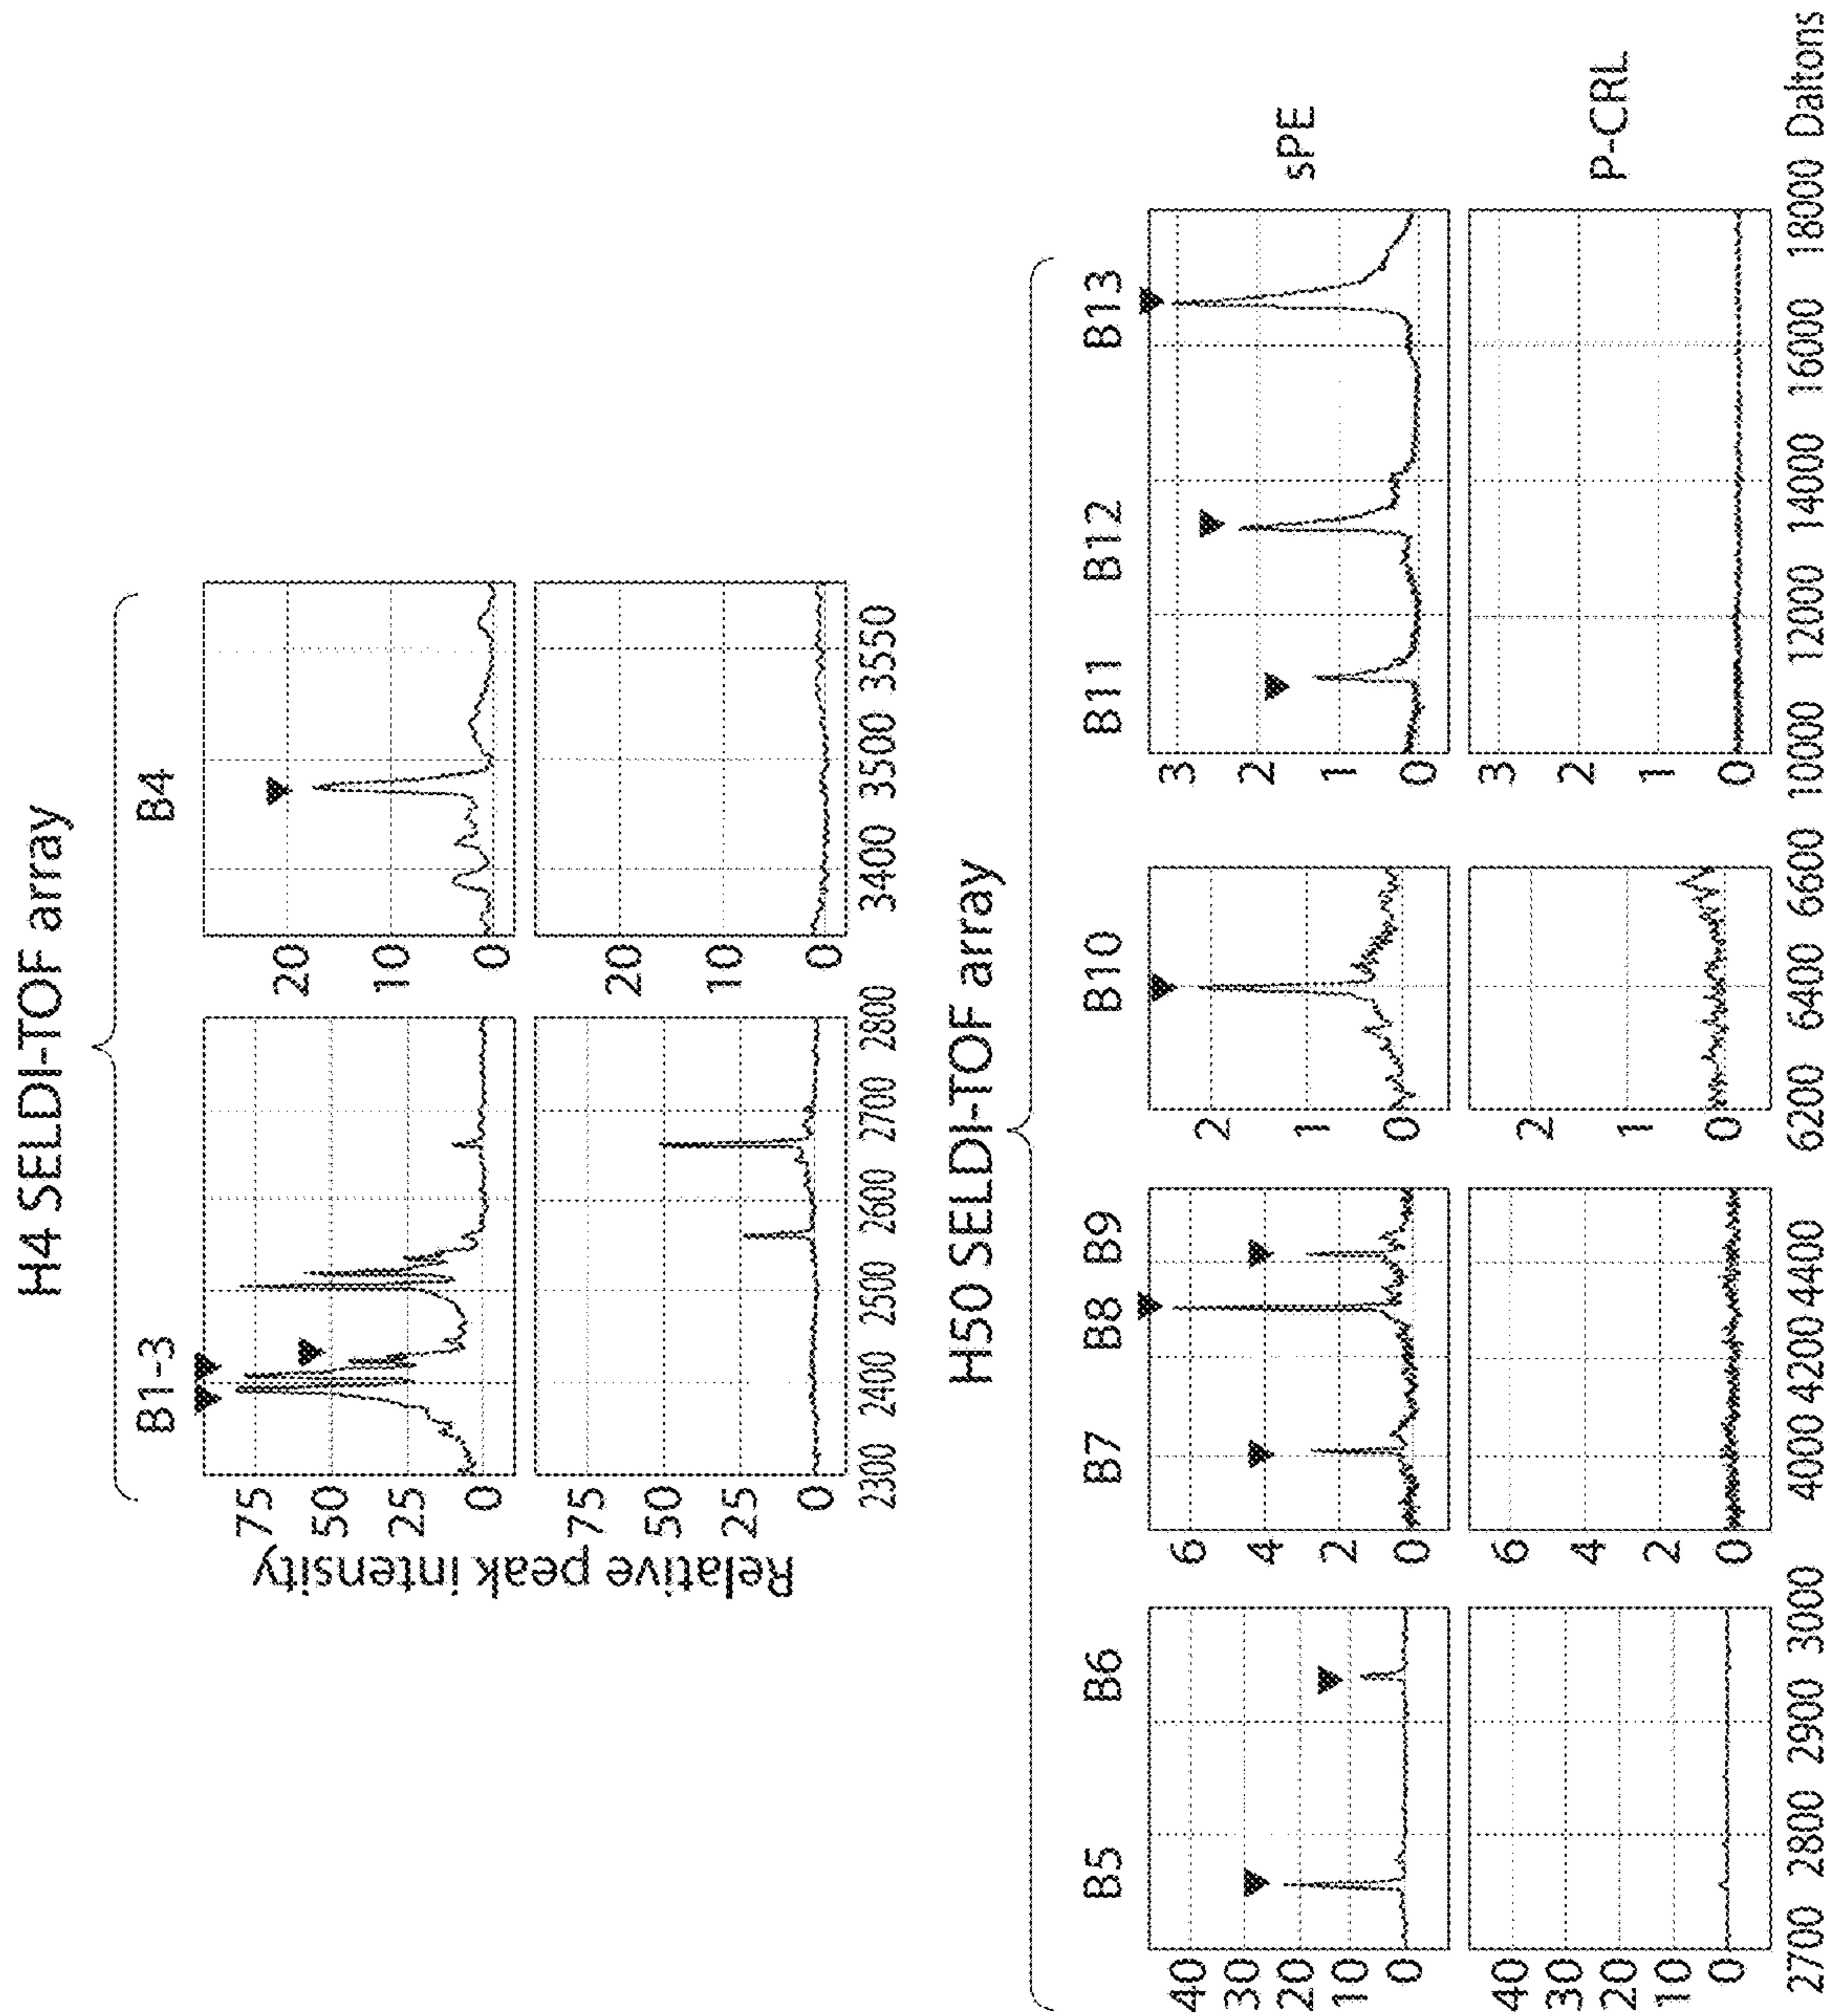 H4 SELDI-TOF array
B1-3 B4
Relative peak intensity
75 50 25 0
20 10 0
75 50 25 0
20 10 0
2300 2400 2500 2600 2700 2800
3400 3500 3550
H50 SELDI-TOF array
B5 B6 B7 B8 B9 B10 B11 B12 B13
40 30 20 10 0
6 4 2 0
2 1 0
3 2 1 0
sPE
40 30 20 10 0
6 4 2 0
2 1 0
3 2 1 0
P-CRL
2700 2800 2900 3000
4000 4200 4400
6200 6400 6600
10000 12000 14000 16000 18000 Daltons